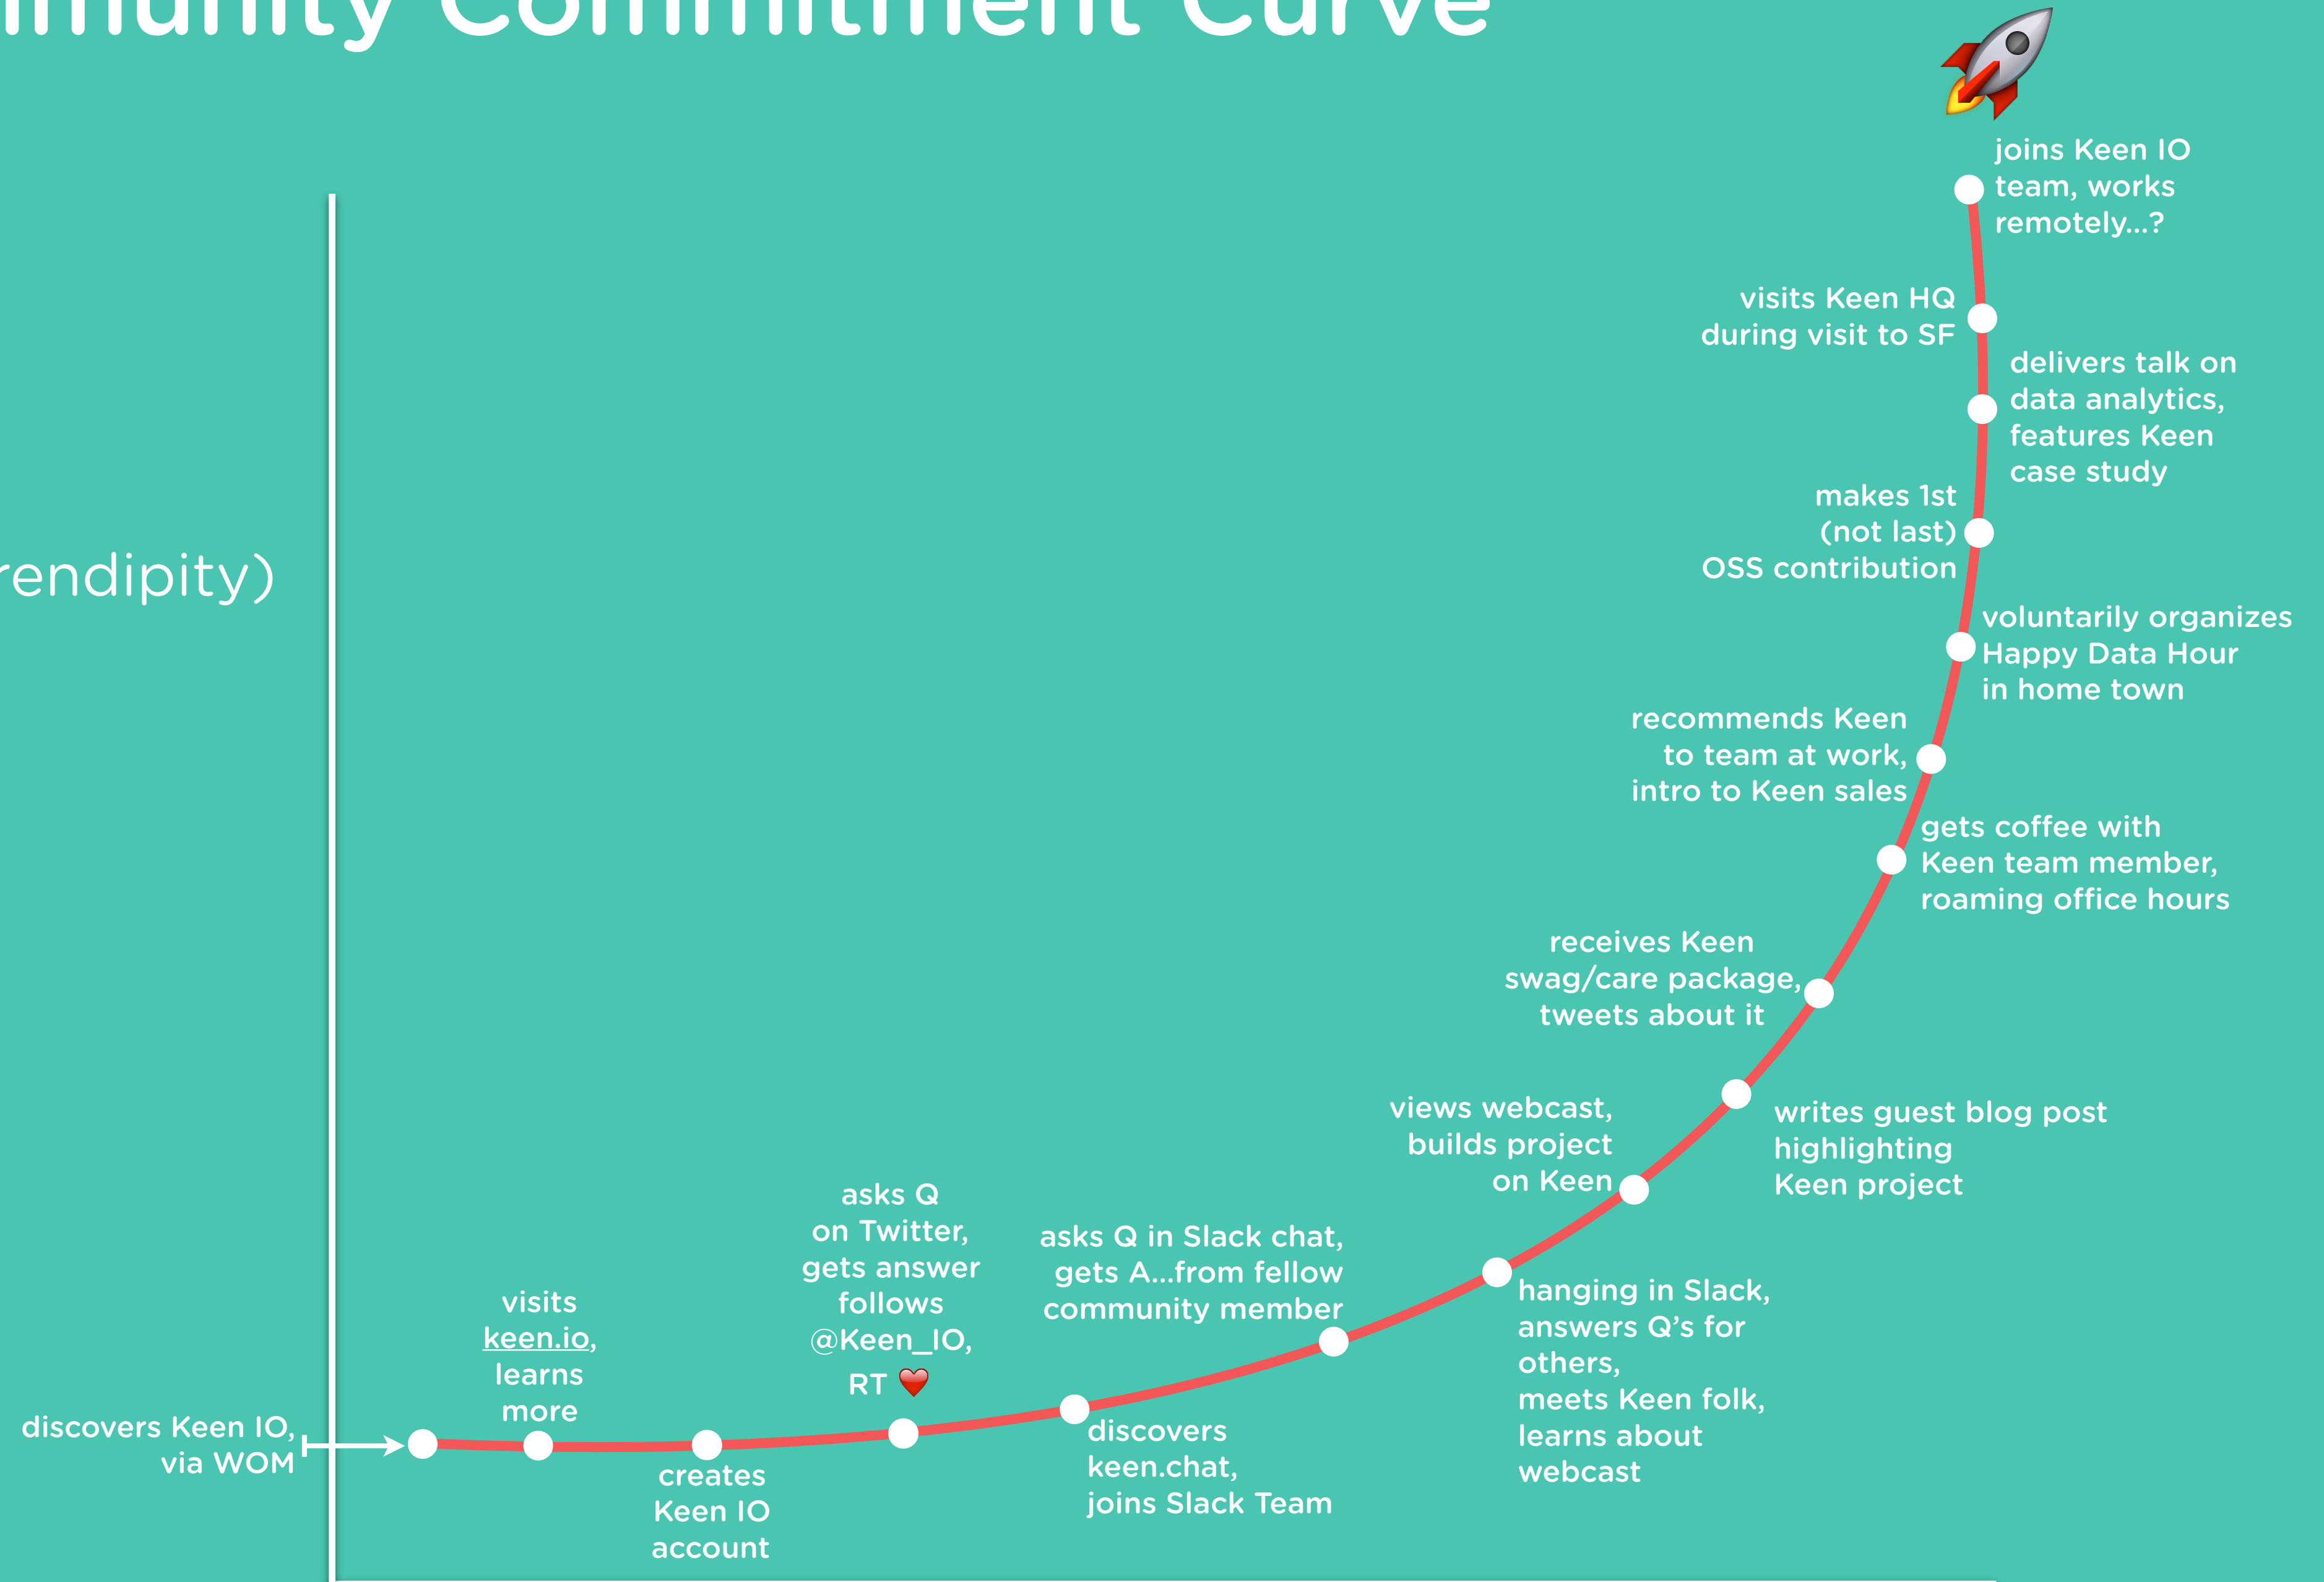 Commitment Curve
joins Keen IO
team, works
remotely...?
visits Keen HQ
during visit to SF
delivers talk on
data analytics,
features Keen
case study
makes 1st
(not last)
OSS contribution
voluntarily organizes
Happy Data Hour
in home town
recommends Keen
to team at work,
intro to Keen sales
gets coffee with
Keen team member,
roaming office hours
receives Keen
swag/care package,
tweets about it
writes guest blog post
highlighting
Keen project
views webcast,
builds project
on Keen
hanging in Slack,
answers Q’s for
others,
meets Keen folk,
learns about
webcast
asks Q in Slack chat,
gets A...from fellow
community member
discovers
keen.chat,
joins Slack Team
asks Q
on Twitter,
gets answer
follows
@Keen_IO,
RT ❤️
creates
Keen IO
account
visits
keen.io,
learns
more
discovers Keen IO,
via WOM